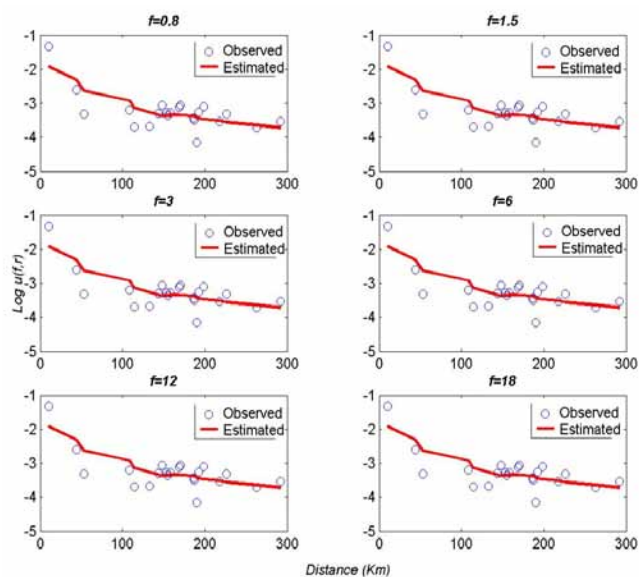 f=0.8
-1
-2
-3
-4
-5
Observed
Estimated
0
100
200
300
f=1.5
-1
-2
-3
-4
-5
Observed
Estimated
0
100
200
300
f=3
-1
-2
-3
-4
-5
Observed
Estimated
0
100
200
300
Log u(f,r)
f=6
-1
-2
-3
-4
-5
Observed
Estimated
0
100
200
300
f=12
-1
-2
-3
-4
-5
Observed
Estimated
0
100
200
300
f=18
-1
-2
-3
-4
-5
Observed
Estimated
0
100
200
300
Distance (Km)